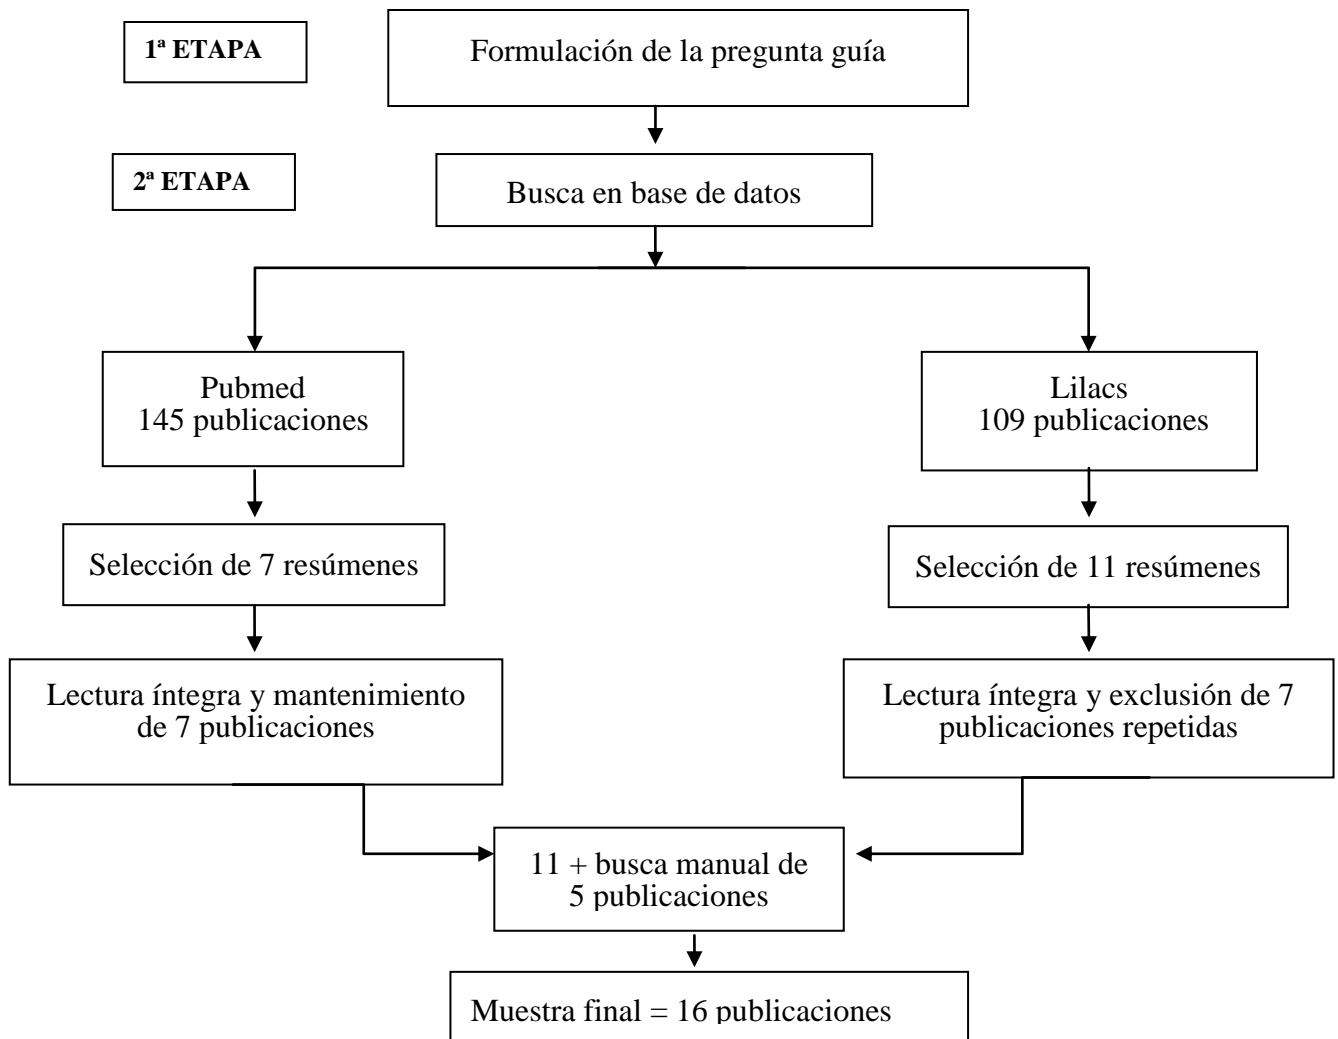 1ª ETAPA
Formulación de la pregunta guía
2ª ETAPA
Busca en base de datos
Pubmed
145 publicaciones
Lilacs
109 publicaciones
Selección de 7 resúmenes
Selección de 11 resúmenes
Lectura íntegra y mantenimiento
de 7 publicaciones
Lectura íntegra y exclusión de 7
publicaciones repetidas
11 + busca manual de
5 publicaciones
Muestra final = 16 publicaciones